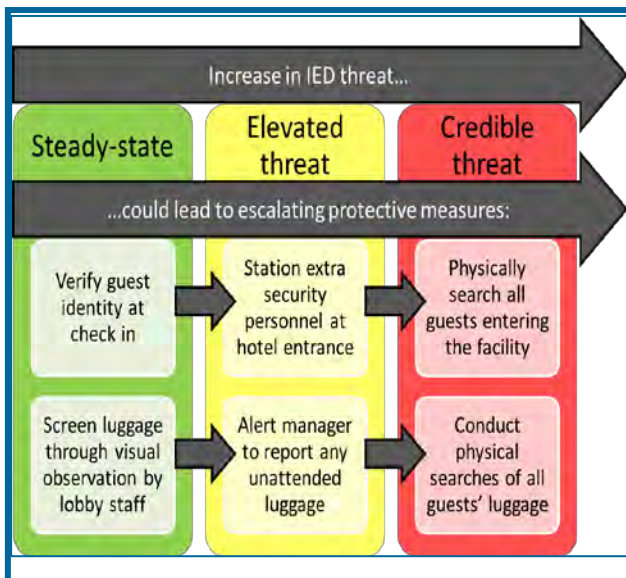 Increase in IED threat...
Steady-state
Elevated
threat
Credible
threat
...could lead to escalating protective measures:
Verify guest
identity at
check in
Station extra
security
personnel at
hotel entrance
Physically
search all
guests entering
the facility
Screen luggage
through visual
observation by
lobby staff
Alert manager
to report any
unattended
luggage
Conduct
physical
searches of all
guests' luggage